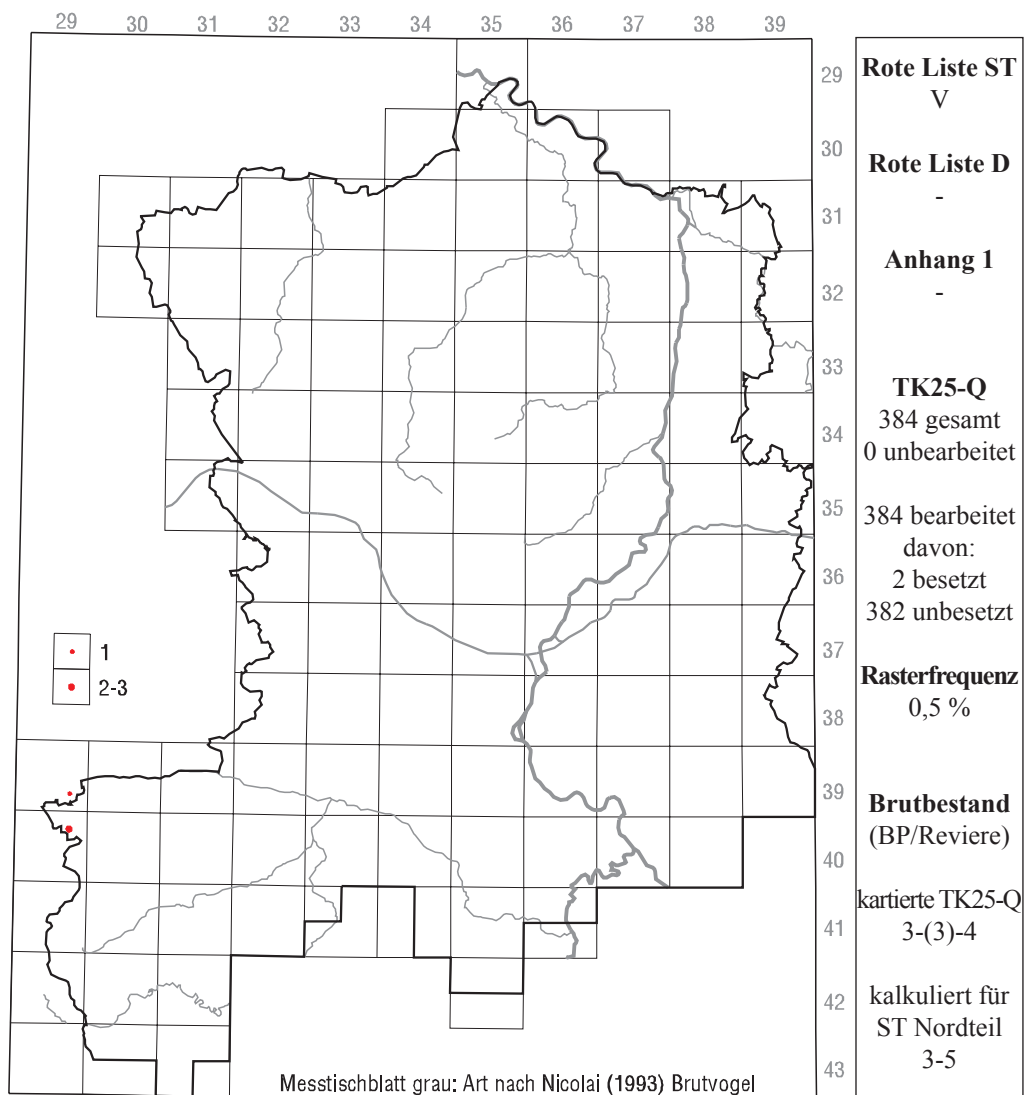 29 30 31 32 33 34 35 36 37 38 39
29
30
31
32
33
34
35
36
37
38
39
40
41
42
43
1
2-3
Messtischblatt grau: Art nach Nicolai (1993) Brutvogel
Rote Liste ST
V
Rote Liste D
-
Anhang 1
-
TK25-Q
384 gesamt
0 unbearbeitet
384 bearbeitet
davon:
2 besetzt
382 unbesetzt
Rasterfrequenz
0,5 %
Brutbestand
(BP/Reviere)
kartierte TK25-Q
3-(3)-4
kalkuliert für
ST Nordteil
3-5